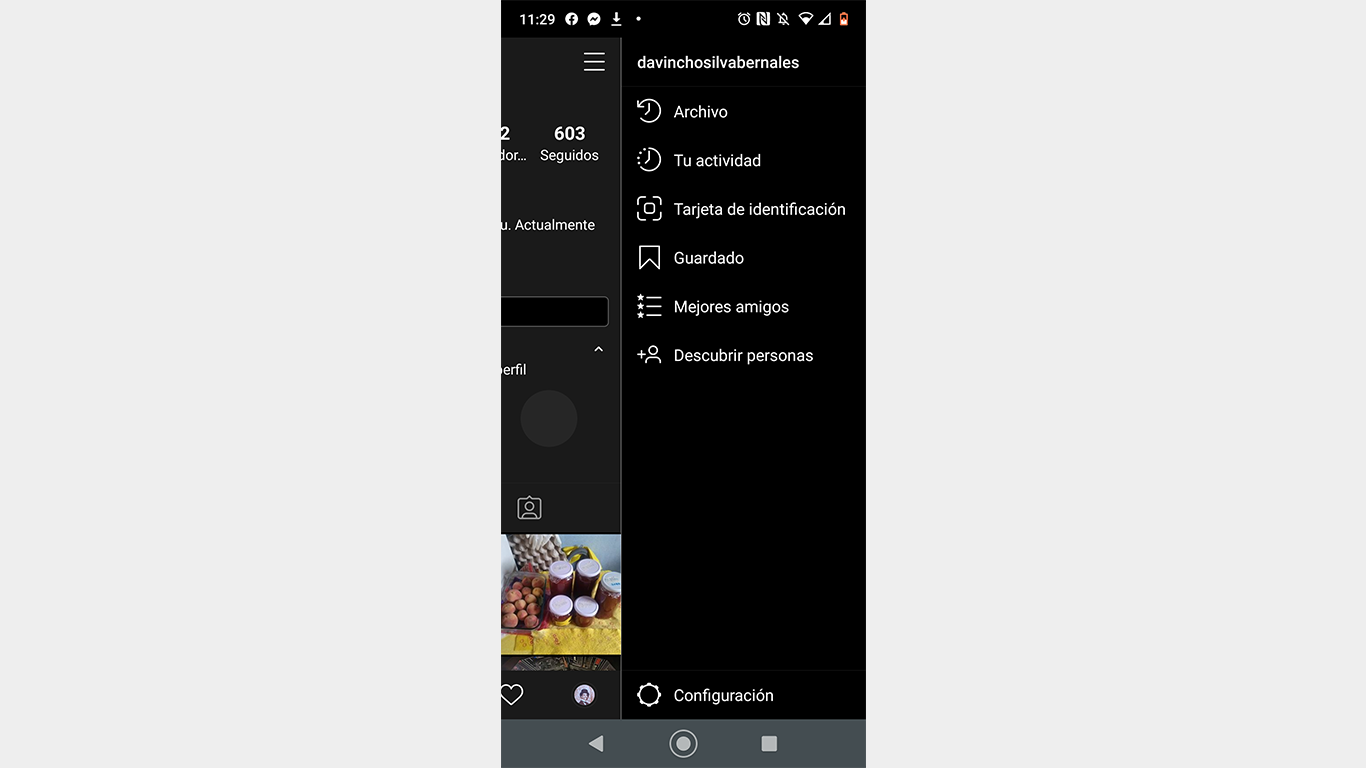 11:29
davinchosilvabernales
2
603
dor...
Seguidos
u. Actualmente
erfil
Archivo
Tu actividad
Tarjeta de identificación
Guardado
Mejores amigos
Descubrir personas
Configuración